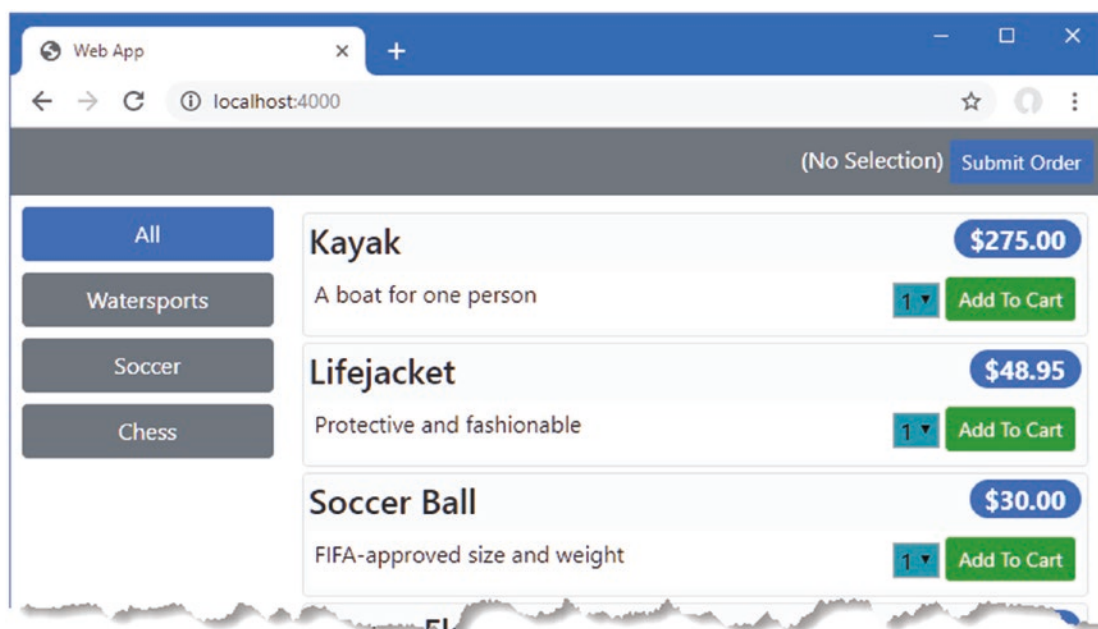 Web App
localhost:4000
(No Selection) Submit Order
All
Watersports
Soccer
Chess
Kayak $275.00
A boat for one person 1 Add To Cart
Lifejacket $48.95
Protective and fashionable 1 Add To Cart
Soccer Ball $30.00
FIFA-approved size and weight 1 Add To Cart